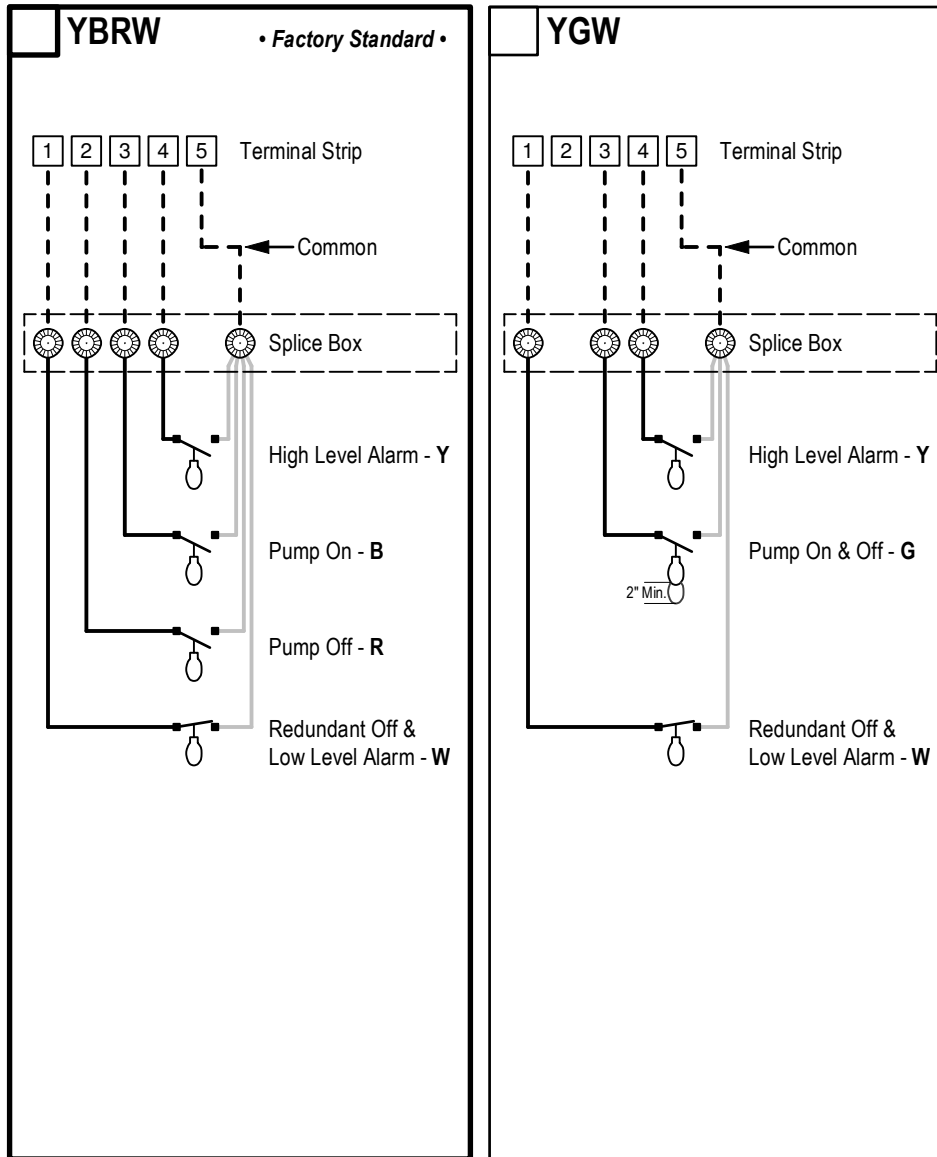 YBRW
• Factory Standard •
1 2 3 4 5 Terminal Strip
Common
Splice Box
High Level Alarm - Y
Pump On - B
Pump Off - R
Redundant Off &
Low Level Alarm - W
YGW
1 2 3 4 5 Terminal Strip
Common
Splice Box
High Level Alarm - Y
Pump On & Off - G
2" Min.
Redundant Off &
Low Level Alarm - W